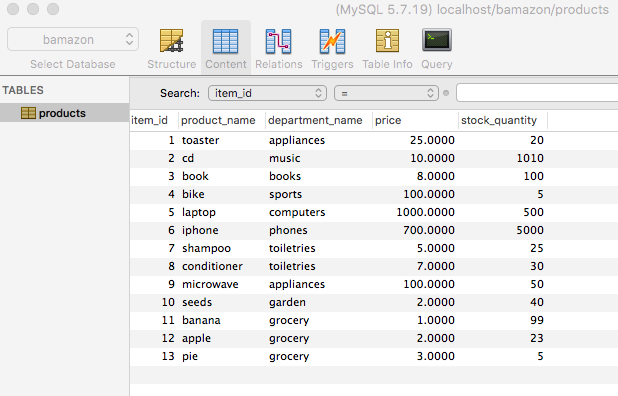 (MySQL 5.7.19) localhost/bamazon/products
bamazon
Select Database Structure Content Relations Triggers Table Info Query
TABLES
products
Search: item_id =
item_id product_name department_name price stock_quantity
1 toaster appliances 25.0000 20
2 cd music 10.0000 1010
3 book books 8.0000 100
4 bike sports 100.0000 5
5 laptop computers 1000.0000 500
6 iphone phones 700.0000 5000
7 shampoo toiletries 5.0000 25
8 conditioner toiletries 7.0000 30
9 microwave appliances 100.0000 50
10 seeds garden 2.0000 40
11 banana grocery 1.0000 99
12 apple grocery 2.0000 23
13 pie grocery 3.0000 5